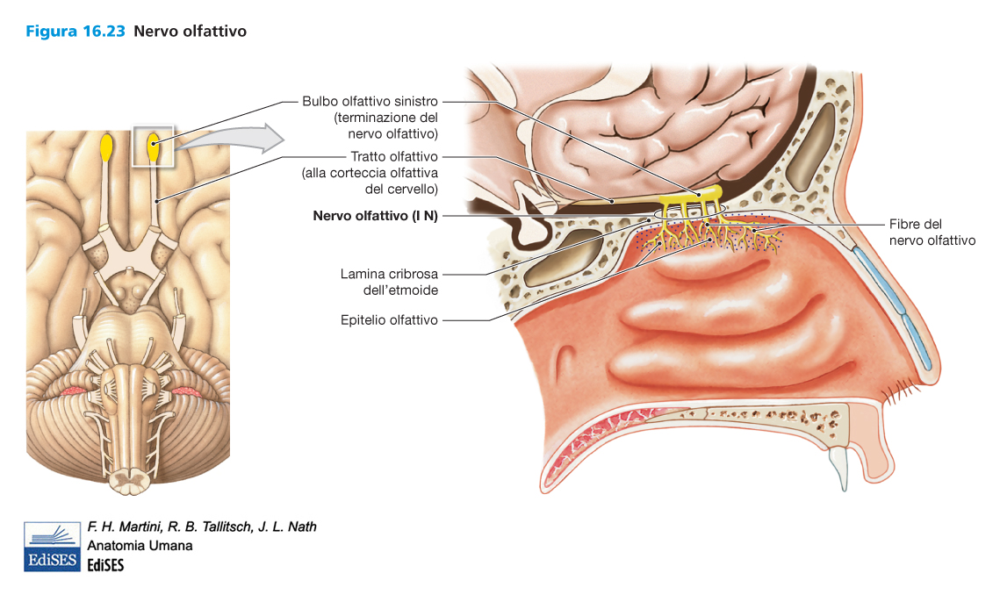 Figura 16.23 Nervo olfattivo
Bulbo olfattivo sinistro
(terminazione del
nervo olfattivo)
Tratto olfattivo
(alla corteccia olfattiva
del cervello)
Nervo olfattivo (I N)
Lamina cribrosa
dell'etmoide
Epitelio olfattivo
Fibre del
nervo olfattivo
EdiSES
F. H. Martini, R. B. Tallitsch, J. L. Nath
Anatomia Umana
EdiSES